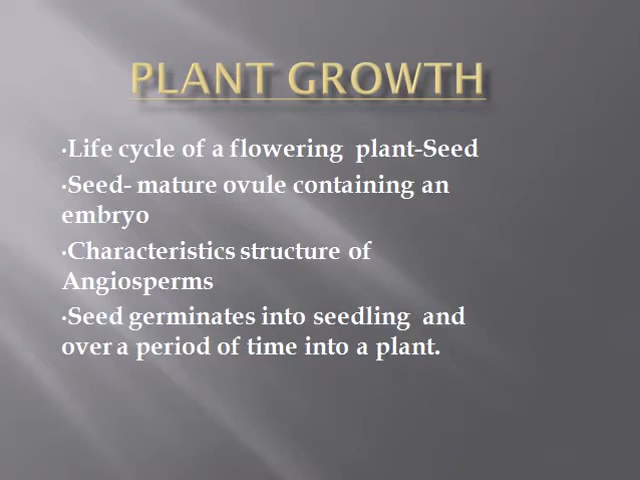 PLANT GROWTH
•Life cycle of a flowering plant-Seed
•Seed- mature ovule containing an
embryo
•Characteristics structure of
Angiosperms
•Seed germinates into seedling and
over a period of time into a plant.